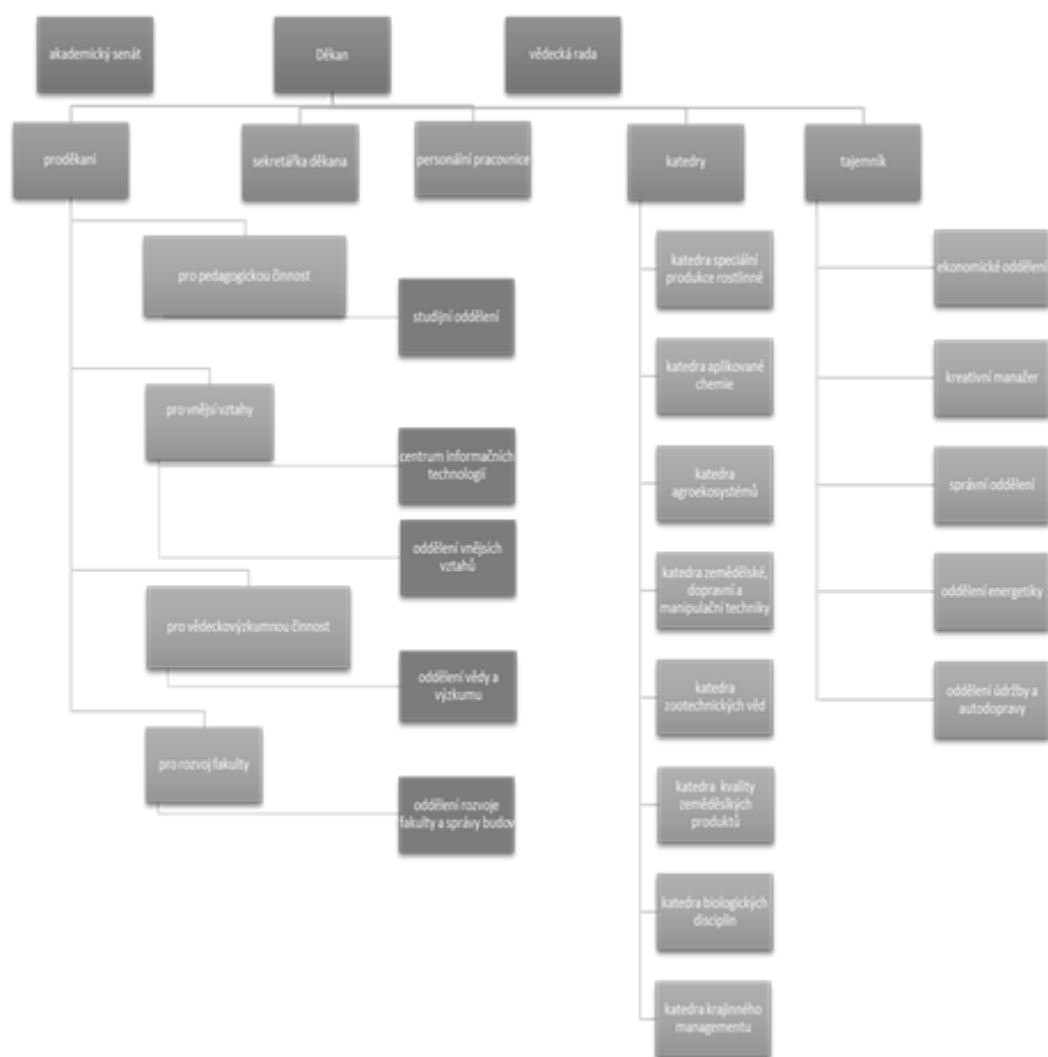 akademický senát
Děkan
vědecká rada
proděkani
sekretářka děkana
personální pracovnice
katedry
tajemník
pro pedagogickou činnost
studijní oddělení
pro vnější vztahy
centrum informačních
technologií
oddělení vnějších
vztahů
pro vědeckovýzkumnou činnost
oddělení vědy a
výzkumu
pro rozvoj fakulty
oddělení rozvoje
fakulty a správy budov
katedra speciální
produkce rostlinné
katedra aplikované
chemie
katedra
agroekosystémů
katedra zemědělské,
dopravní a
manipulační techniky
katedra
zootechnických věd
katedra kvality
zemědělských
produktů
katedra biologických
disciplin
katedra krajinného
managementu
ekonomické oddělení
kreativní manažer
správní oddělení
oddělení energetiky
oddělení údržby a
autodopravy